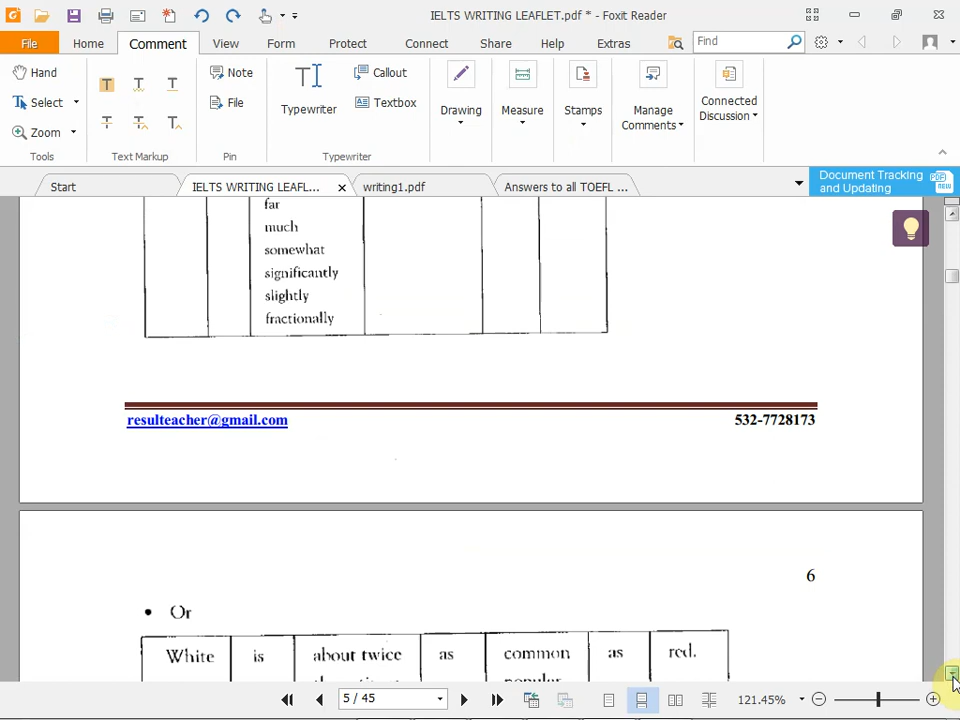 IELTS WRITING LEAFLET.pdf * - Foxit Reader
File Home Comment View Form Protect Connect Share Help Extras Find
Hand
Select
Zoom
Tools
Text Markup
Note
File
Pin
Typewriter
Callout
Textbox
Typewriter
Drawing
Measure
Stamps
Manage
Comments
Connected
Discussion
Start
IELTS WRITING LEAFL...
writing1.pdf
Answers to all TOEFL ...
Document Tracking
and Updating
far
much
somewhat
significantly
slightly
fractionally
resulteacher@gmail.com 532-7728173
6
• Or
White is about twice as common as red.
5 / 45
121.45%